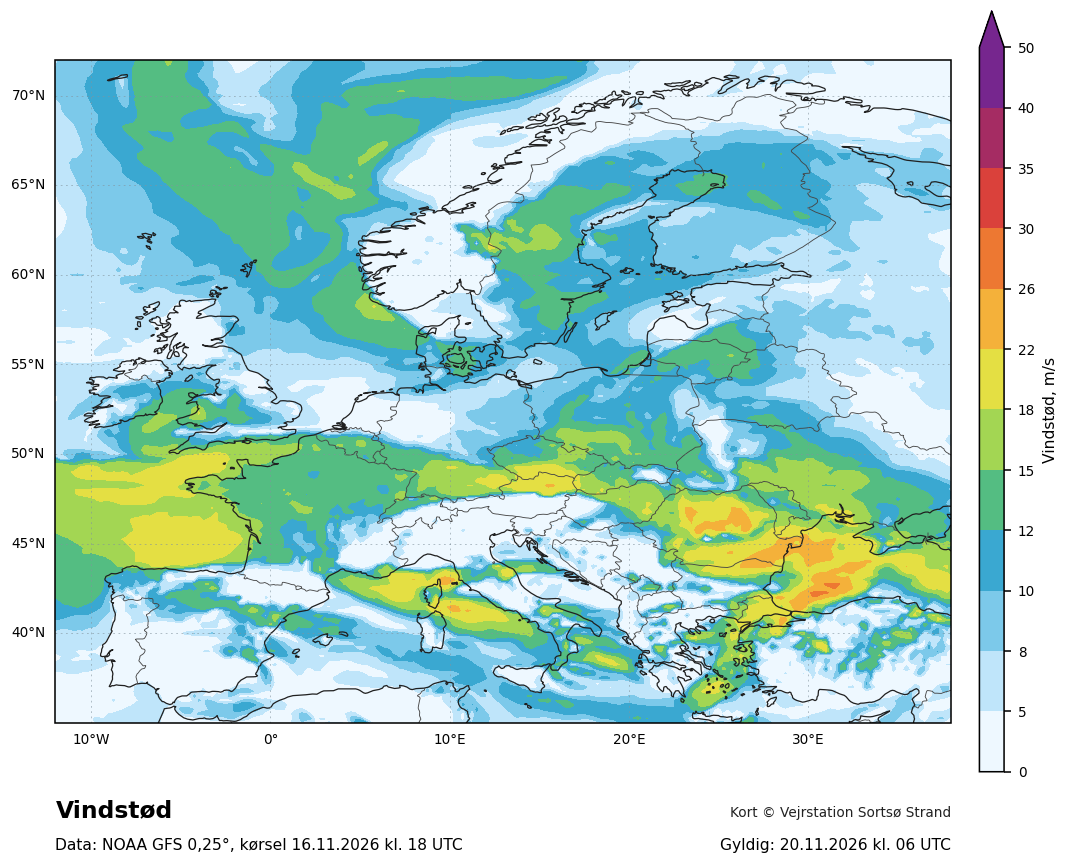 50
40
35
30
26
22
18
15
12
10
8
5
0
Vindstød, m/s
70°N
65°N
60°N
55°N
50°N
45°N
40°N
10°W
0°
10°E
20°E
30°E
Vindstød
Kort © Vejrstation Sortsø Strand
Data: NOAA GFS 0,25°, kørsel 16.11.2026 kl. 18 UTC
Gyldig: 20.11.2026 kl. 06 UTC